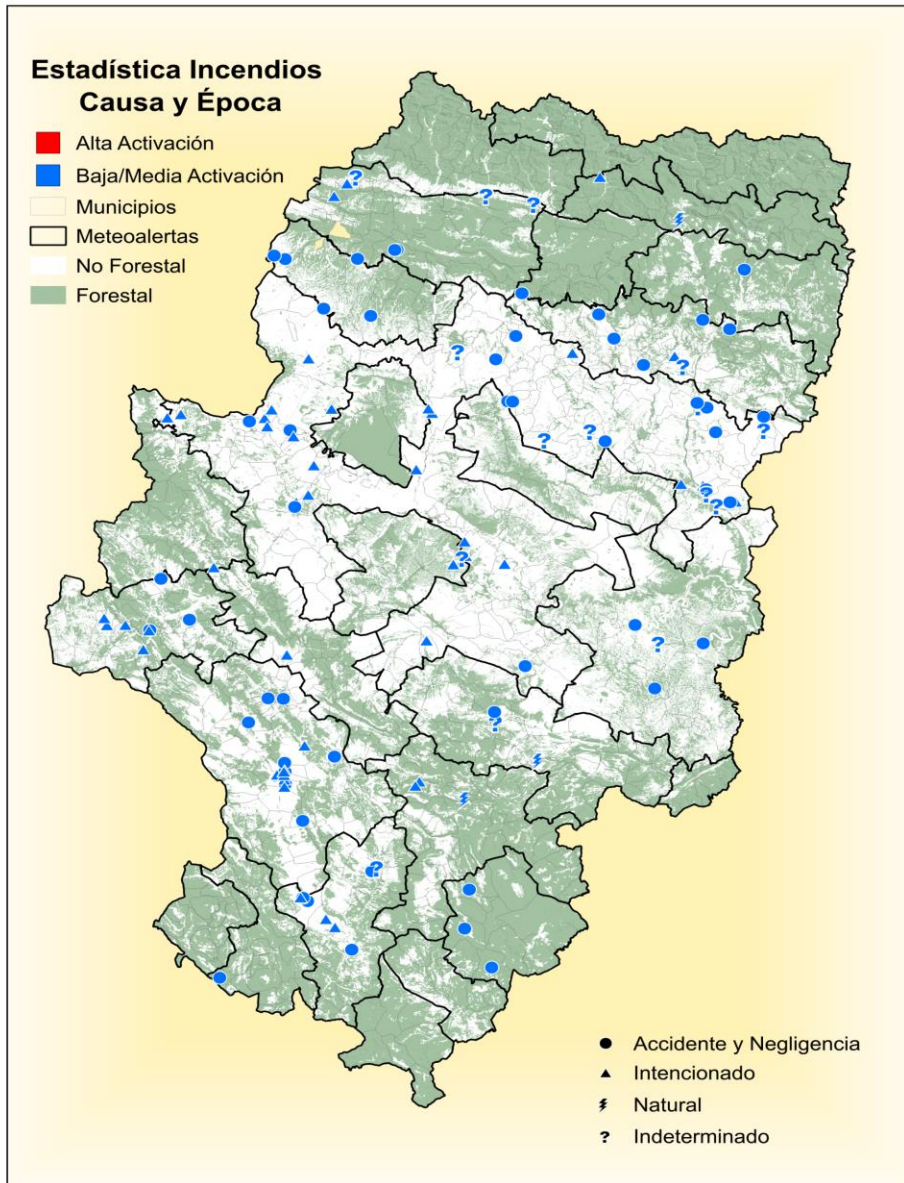 Estadística Incendios
Causa y Época
Alta Activación
Baja/Media Activación
Municipios
Meteoalertas
No Forestal
Forestal
Accidente y Negligencia
Intencionado
Natural
? Indeterminado